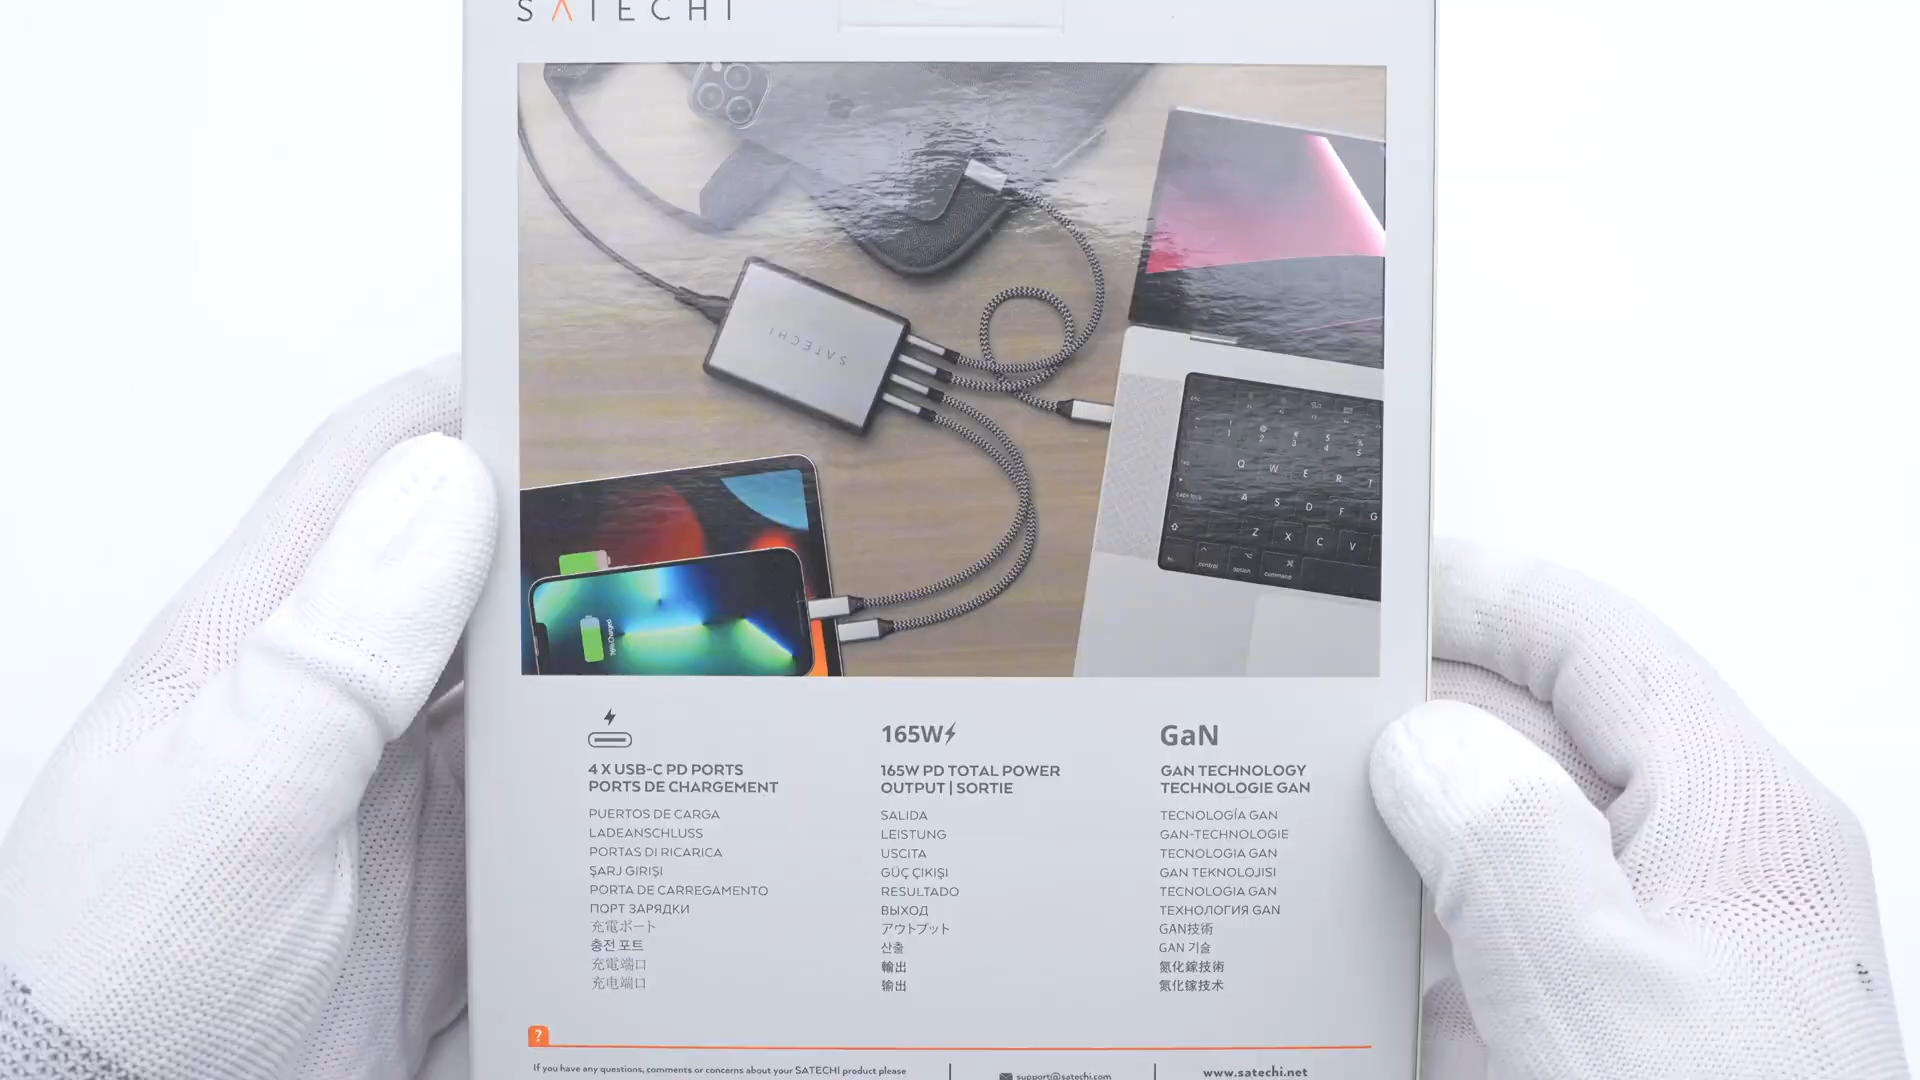 SATECHI
SATECHI
Q W E R T
A S D F G
Z X C V
caps lock
control option command
4 X USB-C PD PORTS
PORTS DE CHARGEMENT
PUERTOS DE CARGA
LADEANSCHLUSS
PORTAS DI RICARICA
ŞARJ GIRIŞI
PORTA DE CARREGAMENTO
ПОРТ ЗАРЯДКИ
充電ポート
충전 포트
充電端口
充电端口
165W
165W PD TOTAL POWER
OUTPUT | SORTIE
SALIDA
LEISTUNG
USCITA
GÜÇ ÇIKIŞI
RESULTADO
ВЫХОД
アウトプット
산출
輸出
输出
GaN
GAN TECHNOLOGY
TECHNOLOGIE GAN
TECNOLOGÍA GAN
GAN-TECHNOLOGIE
TECNOLOGIA GAN
GAN TEKNOLOJISI
TECNOLOGIA GAN
ТЕХНОЛОГИЯ GAN
GAN技術
GAN 기술
氮化鎵技術
氮化鎵技术
?
If you have any questions, comments or concerns about your SATECHI product please
support@satechi.com
www.satechi.net